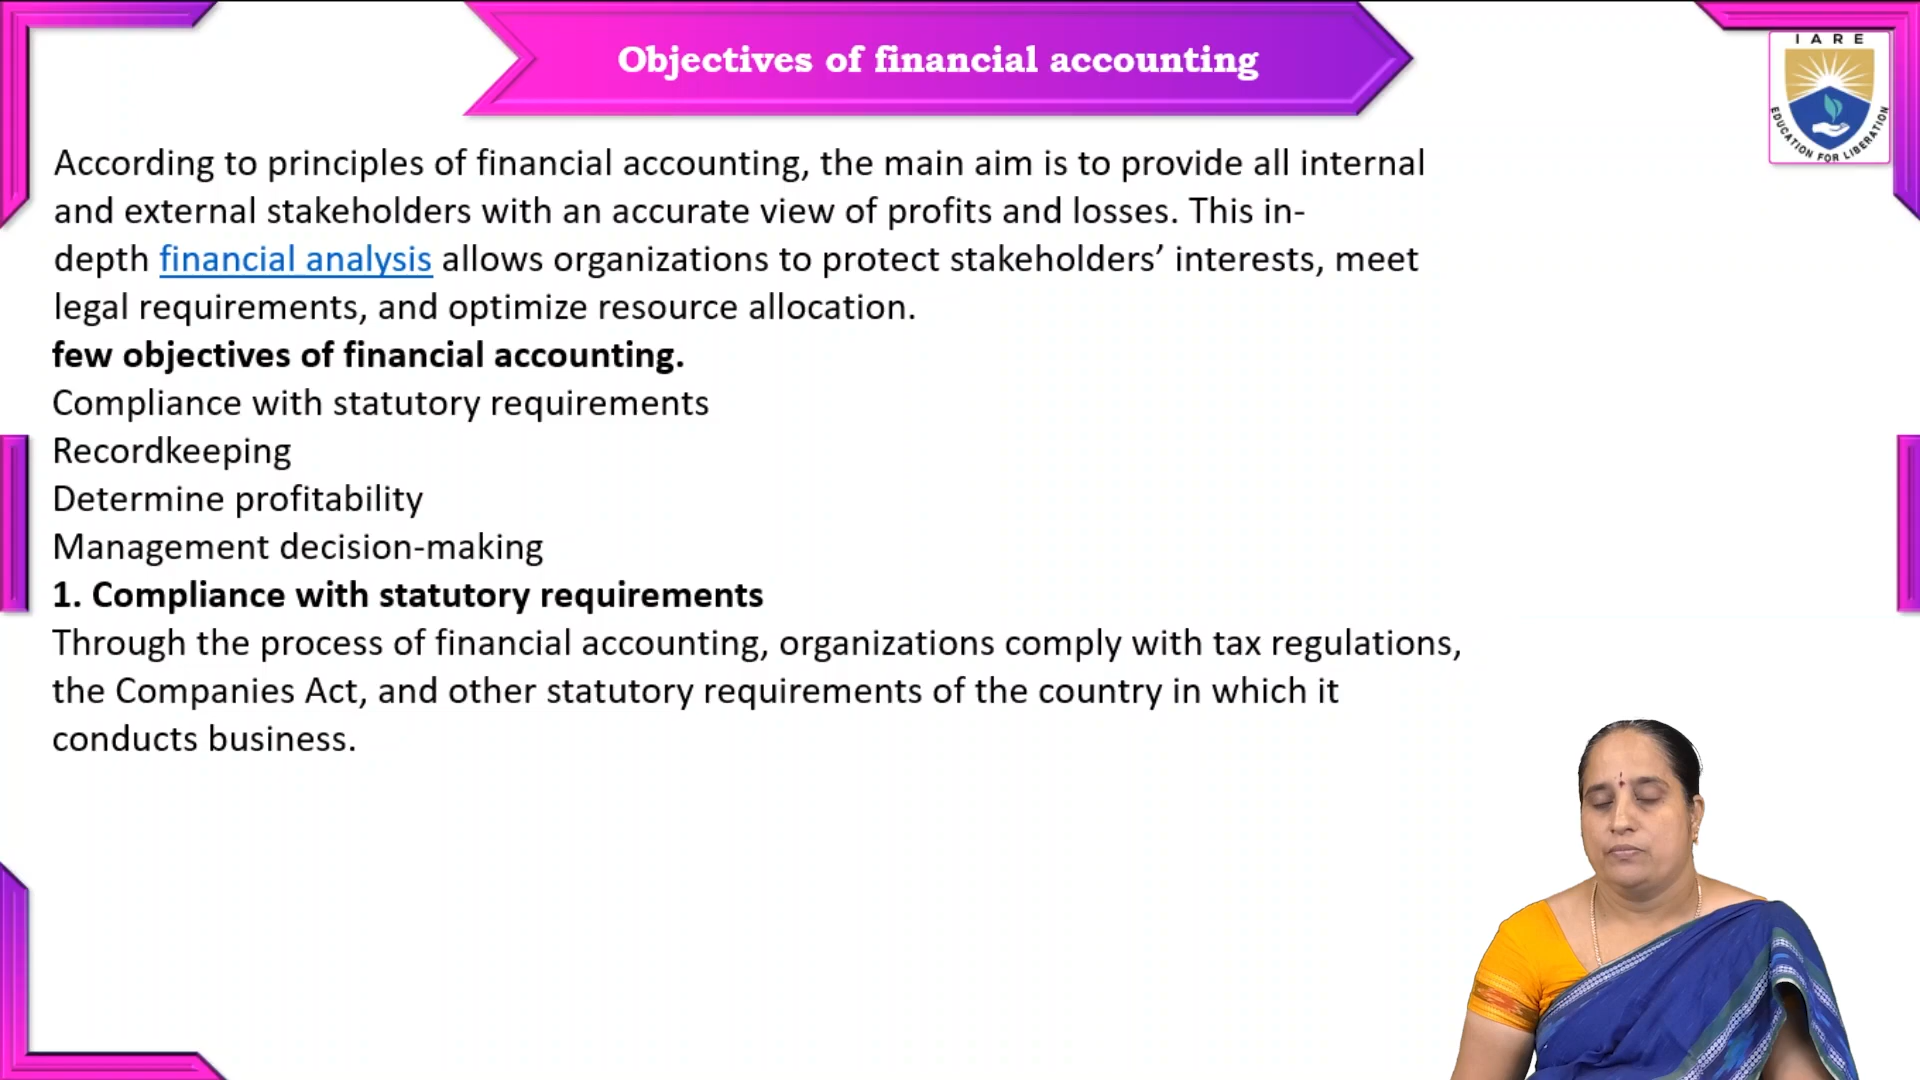 Objectives of financial accounting
I A R E
EDUCATION FOR LIBERATION
According to principles of financial accounting, the main aim is to provide all internal
and external stakeholders with an accurate view of profits and losses. This in-
depth financial analysis allows organizations to protect stakeholders’ interests, meet
legal requirements, and optimize resource allocation.
few objectives of financial accounting.
Compliance with statutory requirements
Recordkeeping
Determine profitability
Management decision-making
1. Compliance with statutory requirements
Through the process of financial accounting, organizations comply with tax regulations,
the Companies Act, and other statutory requirements of the country in which it
conducts business.